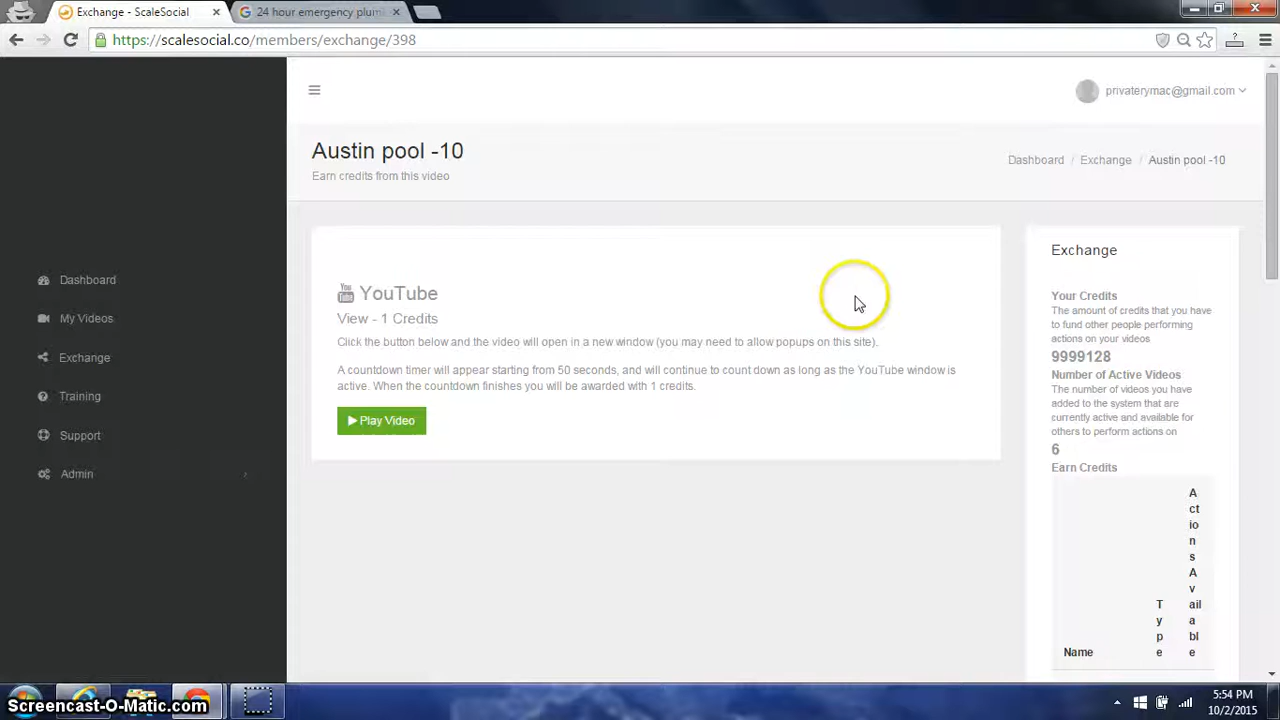 Exchange - ScaleSocial
24 hour emergency plum
https://scalesocial.co/members/exchange/398
privaterymac@gmail.com
Austin pool -10
Earn credits from this video
Dashboard / Exchange / Austin pool -10
Dashboard
My Videos
Exchange
Training
Support
Admin
You
Tube
YouTube
View - 1 Credits
Click the button below and the video will open in a new window (you may need to allow popups on this site).
A countdown timer will appear starting from 50 seconds, and will continue to count down as long as the YouTube window is
active. When the countdown finishes you will be awarded with 1 credits.
Play Video
Exchange
Your Credits
The amount of credits that you have
to fund other people performing
actions on your videos
9999128
Number of Active Videos
The number of videos you have
added to the system that are
currently active and available for
others to perform actions on
6
Earn Credits
Name
T
y
p
e
A
ct
io
n
s
A
v
ail
a
bl
e
Screencast-O-Matic.com
5:54 PM
10/2/2015